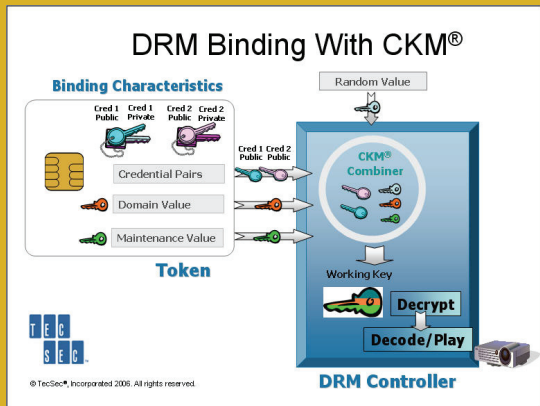 DRM Binding With CKM®
Binding Characteristics
Random Value
Cred 1 Public
Cred 1 Private
Cred 2 Public
Cred 2 Private
Cred 1 Public
Cred 2 Public
CKM®
Combiner
Credential Pairs
Domain Value
Maintenance Value
Token
Working Key
Decrypt
Decode/Play
TEC
SEC
© TecSec®, Incorporated 2006. All rights reserved.
DRM Controller